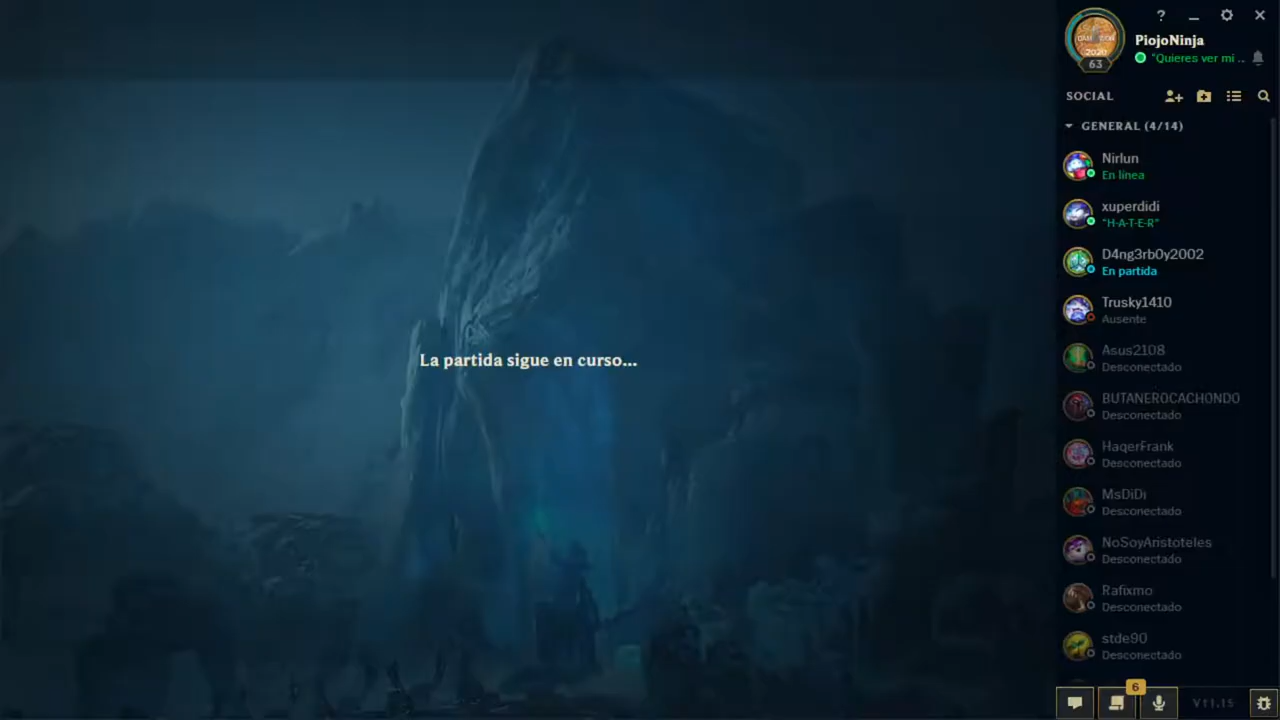 ?
PiojoNinja
63
"Quieres ver mi ..
SOCIAL
GENERAL (4/14)
Nirlun
En línea
xuperdidi
"H-A-T-E-R"
D4ng3rb0y2002
En partida
Trusky1410
Ausente
La partida sigue en curso...
Asus2108
Desconectado
BUTANEROCACHONDO
Desconectado
HaqerFrank
Desconectado
MsDiDi
Desconectado
NoSoyAristoteles
Desconectado
Rafixmo
Desconectado
stde90
Desconectado
6
V11.15